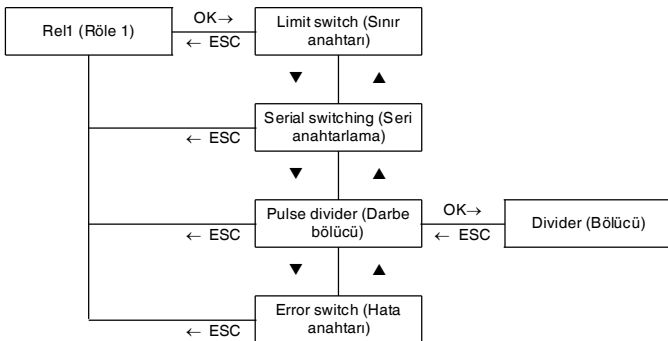 Rel1 (Röle 1)
OK→
← ESC
Limit switch (Sınır
anahtarı)
▼ ▲
Serial switching (Seri
anahtarlama)
← ESC
▼ ▲
Pulse divider (Darbe
bölücü)
← ESC
OK→
← ESC
Divider (Bölücü)
▼ ▲
Error switch (Hata
anahtarı)
← ESC